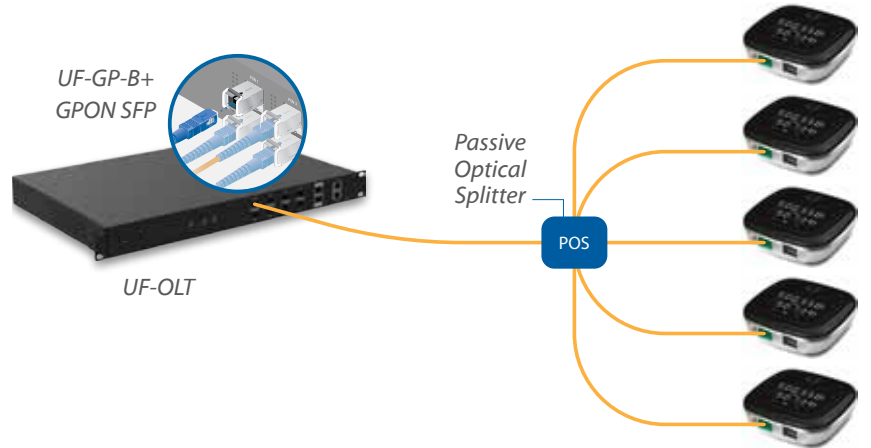 UF-GP-B+
GPON SFP
Passive
Optical
Splitter
POS
UF-OLT